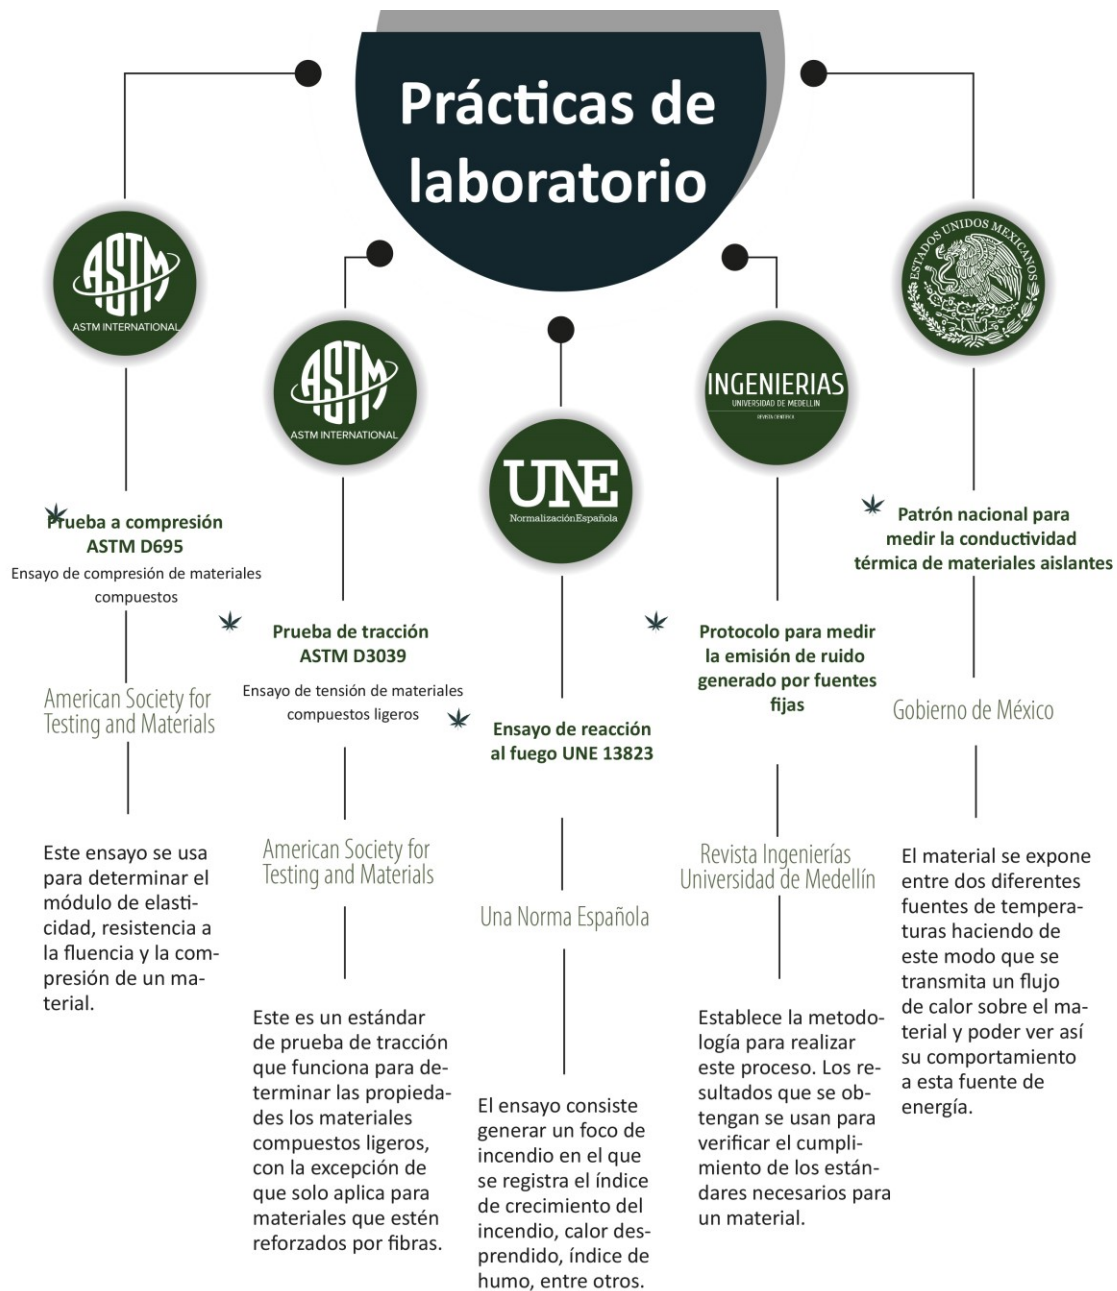 Prácticas de
laboratorio
ASTM
ASTM INTERNATIONAL
Prueba a compresión
ASTM D695
Ensayo de compresión de materiales
compuestos
American Society for
Testing and Materials
Este ensayo se usa
para determinar el
módulo de elasti-
cidad, resistencia a
la fluencia y la com-
presión de un ma-
terial.
ASTM
ASTM INTERNATIONAL
Prueba de tracción
ASTM D3039
Ensayo de tensión de materiales
compuestos ligeros
American Society for
Testing and Materials
Este es un estándar
de prueba de tracción
que funciona para de-
terminar las propieda-
des los materiales
compuestos ligeros,
con la excepción de
que solo aplica para
materiales que estén
reforzados por fibras.
UNE
NormalizaciónEspañola
Ensayo de reacción
al fuego UNE 13823
Una Norma Española
El ensayo consiste
generar un foco de
incendio en el que
se registra el índice
de crecimiento del
incendio, calor des-
prendido, índice de
humo, entre otros.
INGENIERIAS
UNIVERSIDAD DE MEDELLIN
REVISTA CIENTIFICA
Protocolo para medir
la emisión de ruido
generado por fuentes
fijas
Revista Ingenierías
Universidad de Medellín
Establece la metodo-
logía para realizar
este proceso. Los re-
sultados que se ob-
tengan se usan para
verificar el cumpli-
miento de los están-
dares necesarios para
un material.
ESTADOS UNIDOS MEXICANOS
Patrón nacional para
medir la conductividad
térmica de materiales aislantes
Gobierno de México
El material se expone
entre dos diferentes
fuentes de tempera-
turas haciendo de
este modo que se
transmita un flujo
de calor sobre el ma-
terial y poder ver así
su comportamiento
a esta fuente de
energía.